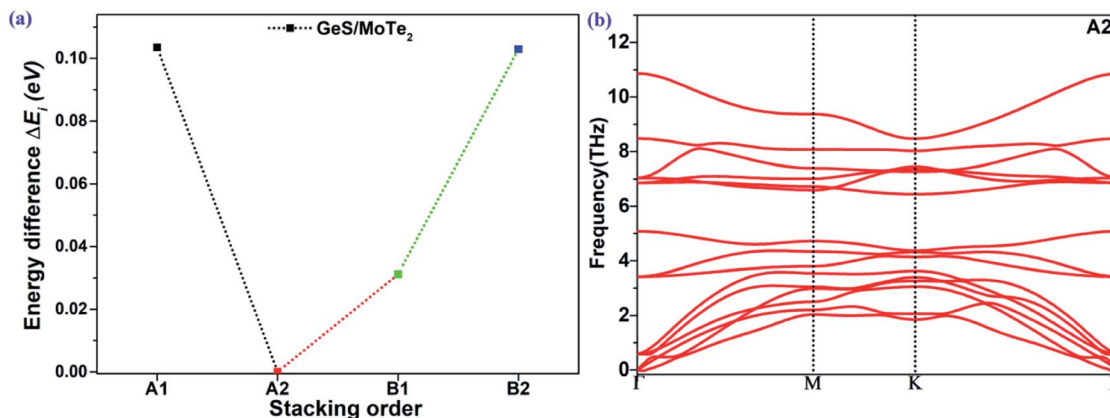 (a)
GeS/MoTe₂
0.10
0.08
0.06
0.04
0.02
0.00
Energy difference ΔEᵢ (eV)
A1 A2 B1 B2
Stacking order
(b)
A2
12
10
8
6
4
2
0
Frequency(THz)
Γ M K